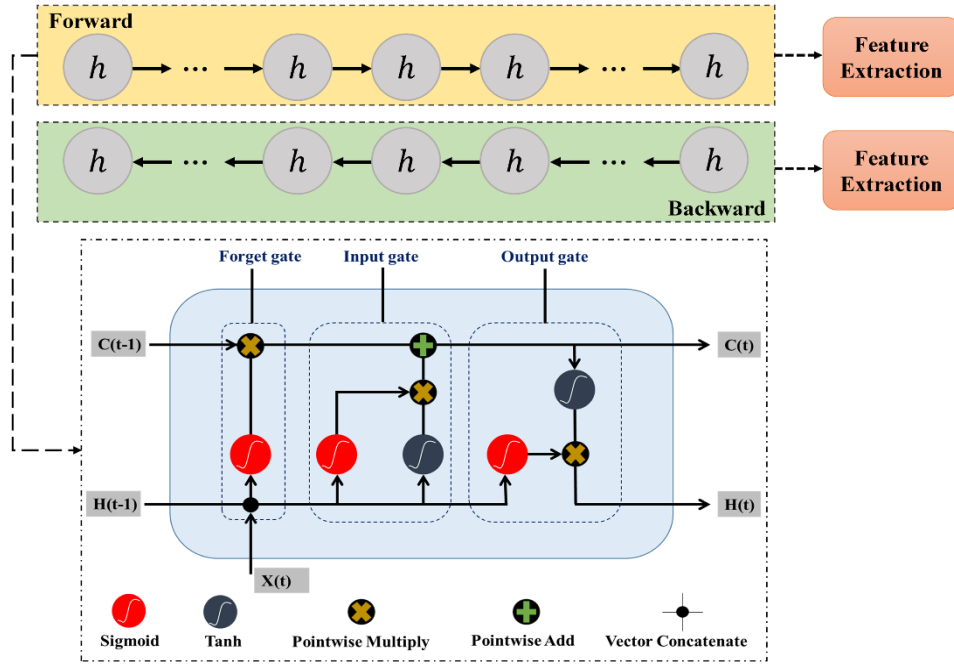 Forward
h ... h h h ... h
Feature
Extraction
h ... h h h ... h
Backward
Feature
Extraction
Forget gate Input gate Output gate
C(t-1) C(t)
H(t-1) H(t)
X(t)
Sigmoid Tanh Pointwise Multiply Pointwise Add Vector Concatenate